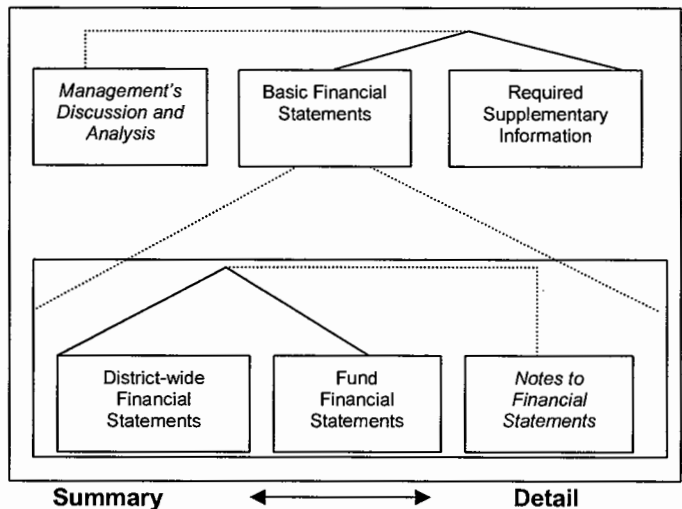 Management's
Discussion and
Analysis
Basic Financial
Statements
Required
Supplementary
Information
District-wide
Financial
Statements
Fund
Financial
Statements
Notes to
Financial
Statements
Summary
Detail